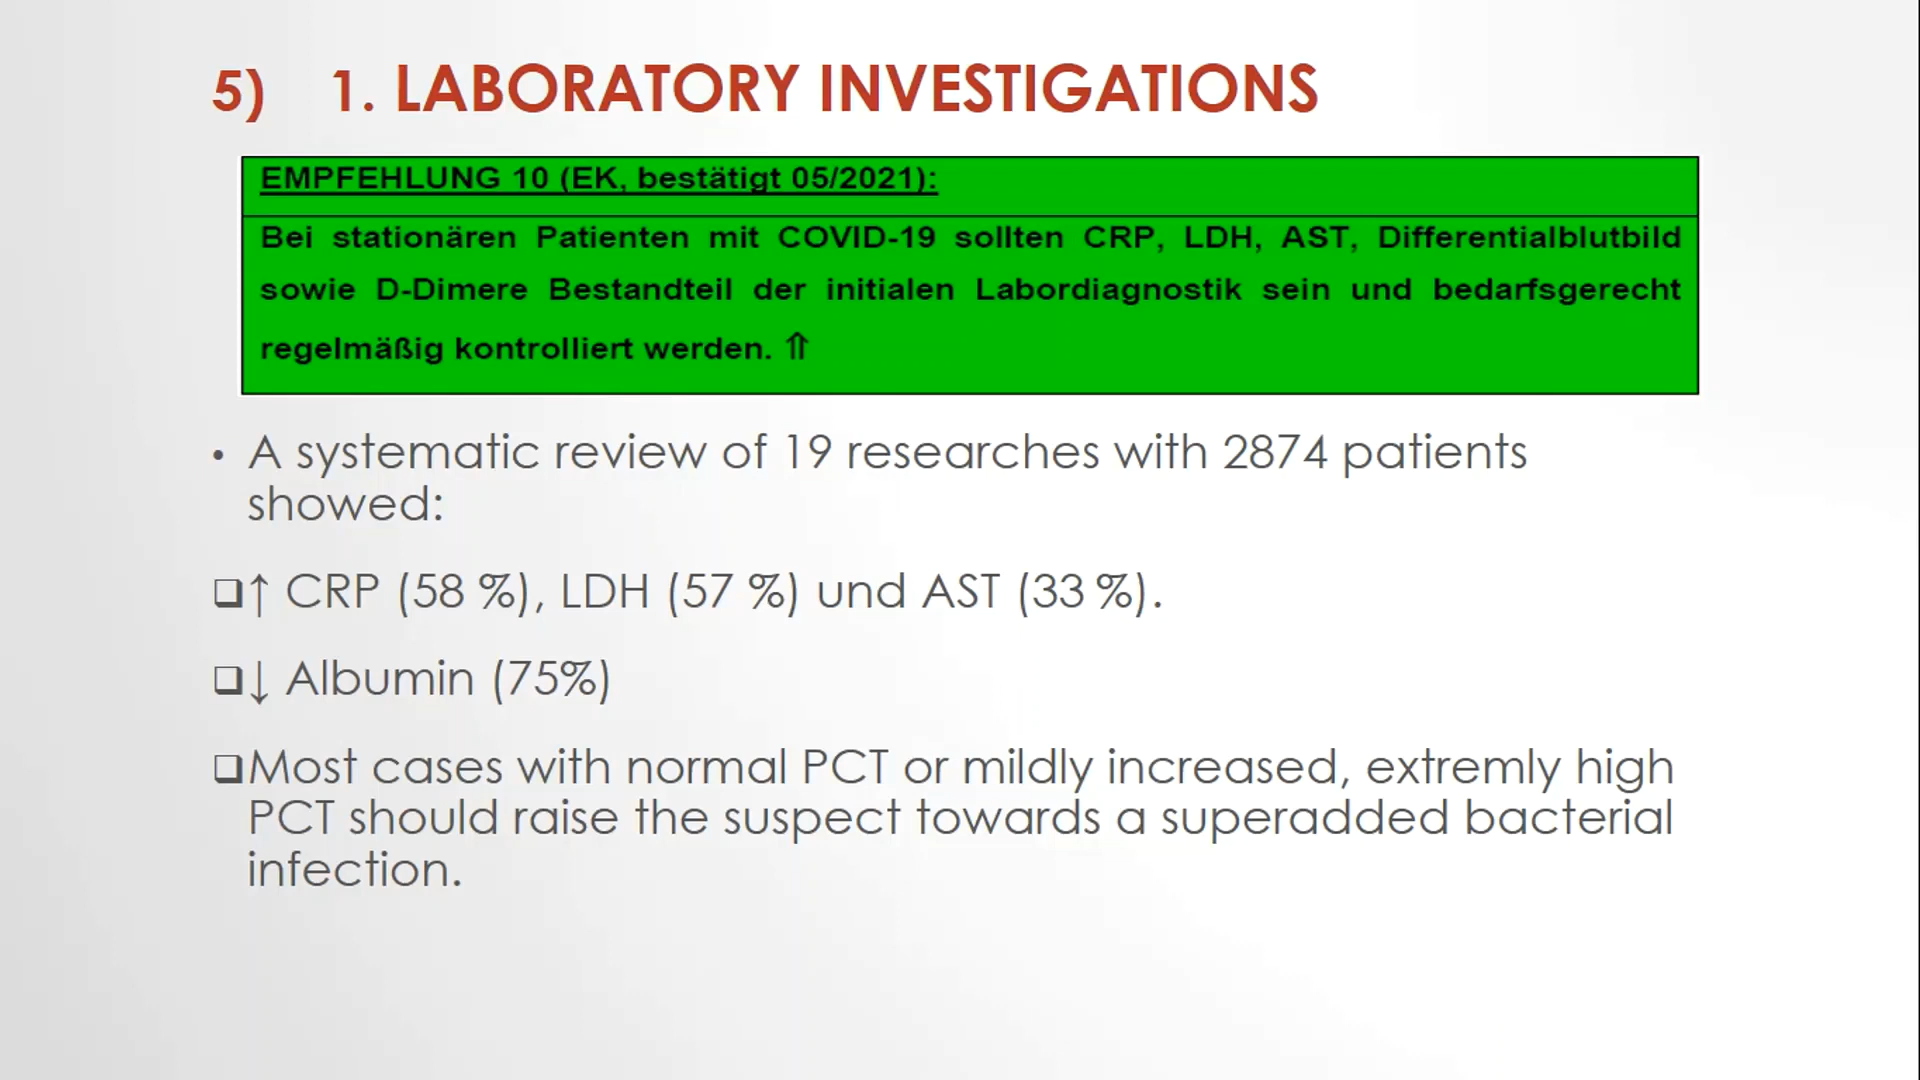 5) 1. LABORATORY INVESTIGATIONS
EMPFEHLUNG 10 (EK, bestätigt 05/2021):
Bei stationären Patienten mit COVID-19 sollten CRP, LDH, AST, Differentialblutbild
sowie D-Dimere Bestandteil der initialen Labordiagnostik sein und bedarfsgerecht
regelmäßig kontrolliert werden. ⇑
• A systematic review of 19 researches with 2874 patients
showed:
❑↑ CRP (58 %), LDH (57 %) und AST (33 %).
❑↓ Albumin (75%)
❑Most cases with normal PCT or mildly increased, extremly high
PCT should raise the suspect towards a superadded bacterial
infection.